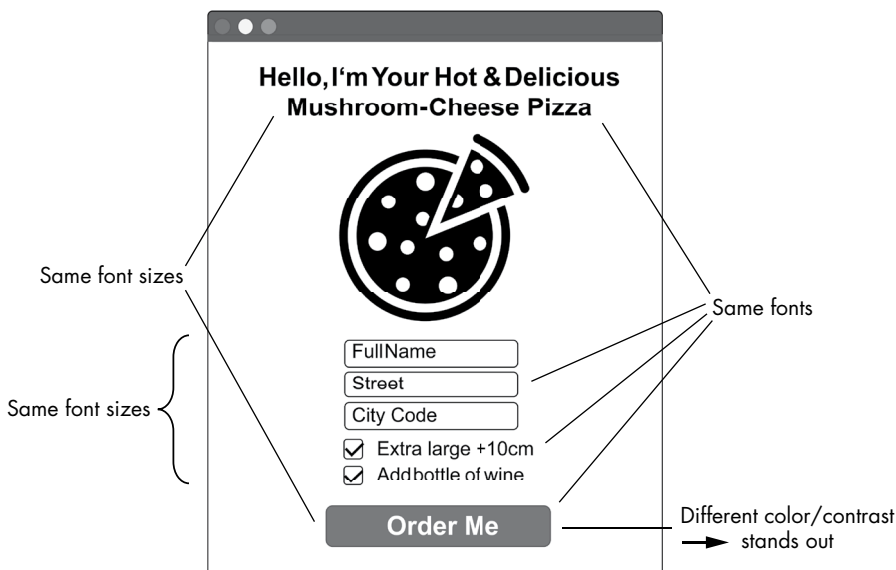 Hello, I'm Your Hot & Delicious
Mushroom-Cheese Pizza
Same font sizes
Same fonts
FullName
Street
Same font sizes
City Code
Extra large +10cm
Add bottle of wine
Order Me
Different color/contrast
stands out